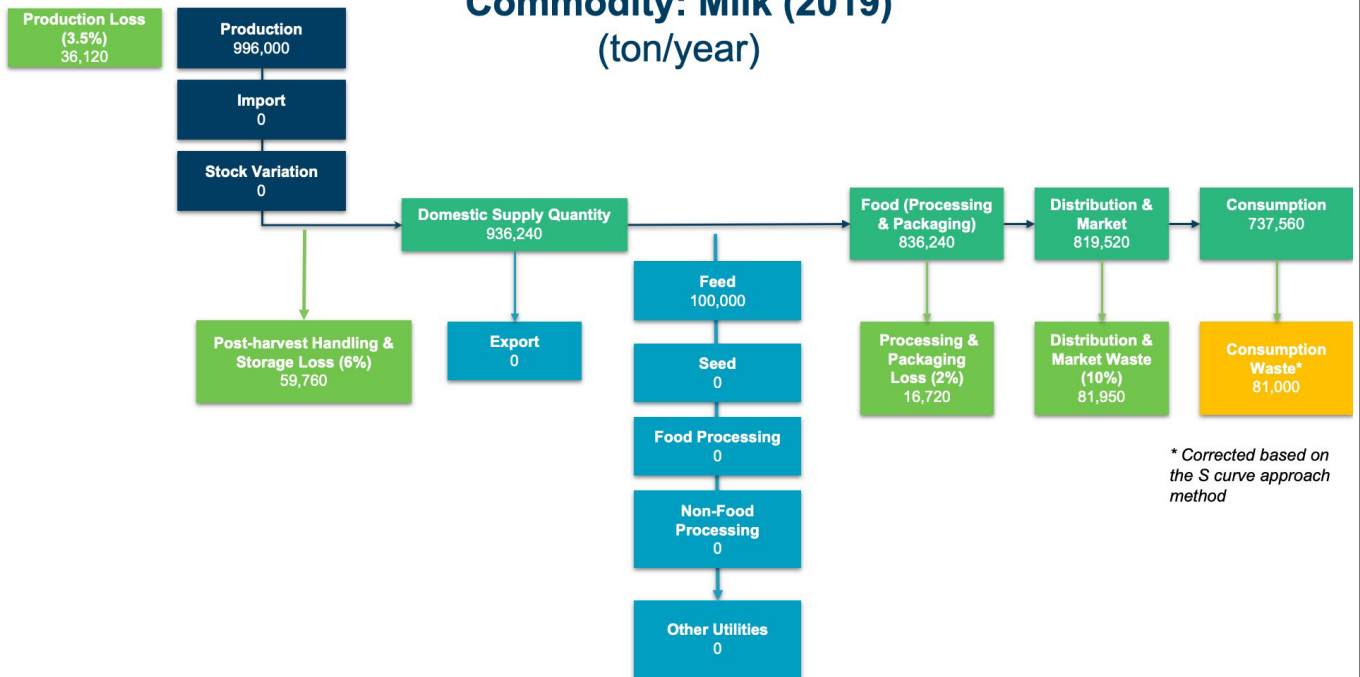 Commodity: Milk (2019)
(ton/year)
Production Loss
(3.5%)
36,120
Production
996,000
Import
0
Stock Variation
0
Domestic Supply Quantity
936,240
Food (Processing
& Packaging)
836,240
Distribution &
Market
819,520
Consumption
737,560
Post-harvest Handling &
Storage Loss (6%)
59,760
Export
0
Feed
100,000
Seed
0
Food Processing
0
Non-Food
Processing
0
Other Utilities
0
Processing &
Packaging
Loss (2%)
16,720
Distribution &
Market Waste
(10%)
81,950
Consumption
Waste*
81,000
* Corrected based on
the S curve approach
method